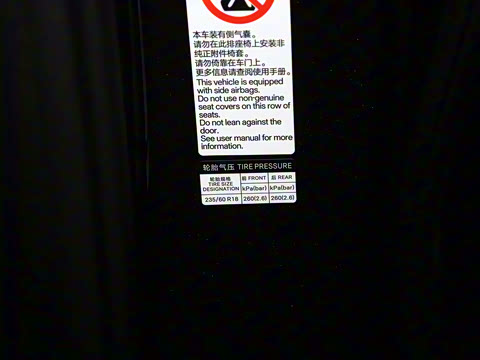 本车装有侧气囊。
请勿在此排座椅上安装非
纯正附件椅套。
请勿倚靠在车门上。
更多信息请查阅使用手册。
This vehicle is equipped
with side airbags.
Do not use non-genuine
seat covers on this row of
seats.
Do not lean against the
door.
See user manual for more
information.
轮胎气压 TIRE PRESSURE
轮胎规格 前 FRONT 后 REAR
TIRE SIZE
DESIGNATION kPa(bar) kPa(bar)
235/60 R18 260(2.6) 260(2.6)